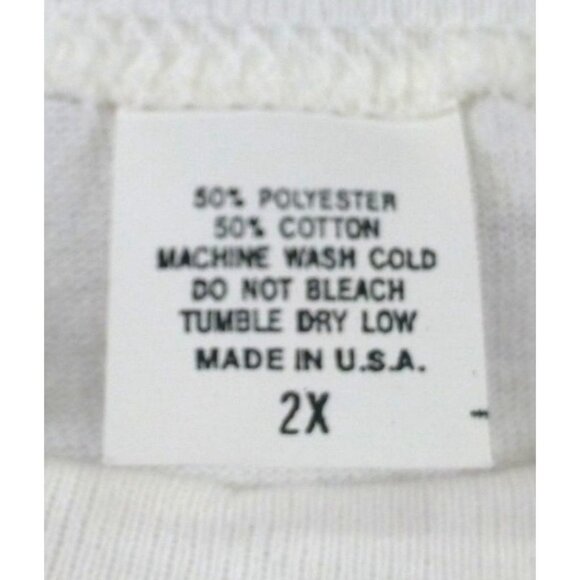 50% POLYESTER
50% COTTON
MACHINE WASH COLD
DO NOT BLEACH
TUMBLE DRY LOW
MADE IN U.S.A.
2X